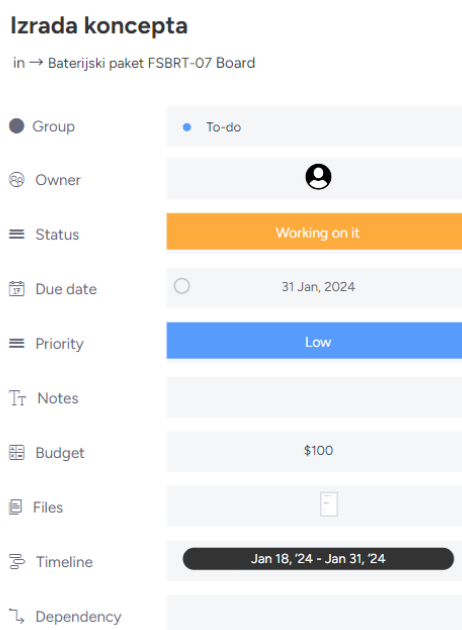 Izrada koncepta
in → Baterijski paket FSBRT-07 Board
Group To-do
Owner
Status Working on it
Due date 31 Jan, 2024
Priority Low
Notes
Budget $100
Files
Timeline Jan 18, '24 - Jan 31, '24
Dependency